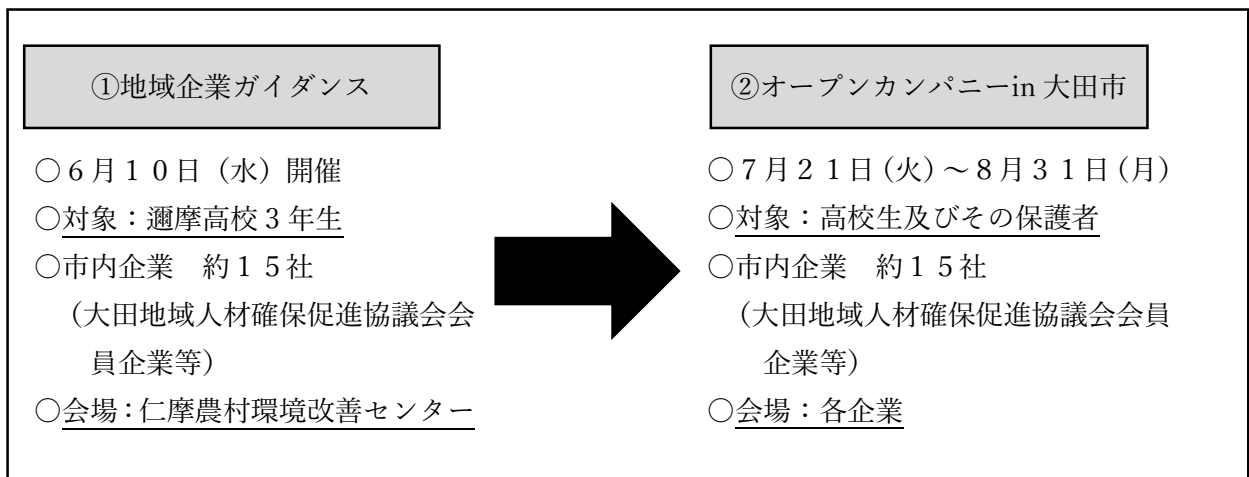 ①地域企業ガイダンス
○6月１０日（水）開催
○対象：邇摩高校3年生
○市内企業　約１５社
（大田地域人材確保促進協議会会
員企業等）
○会場：仁摩農村環境改善センター
②オープンカンパニーin 大田市
○７月２１日（火）～８月３１日（月）
○対象：高校生及びその保護者
○市内企業　約１５社
（大田地域人材確保促進協議会会員
企業等）
○会場：各企業